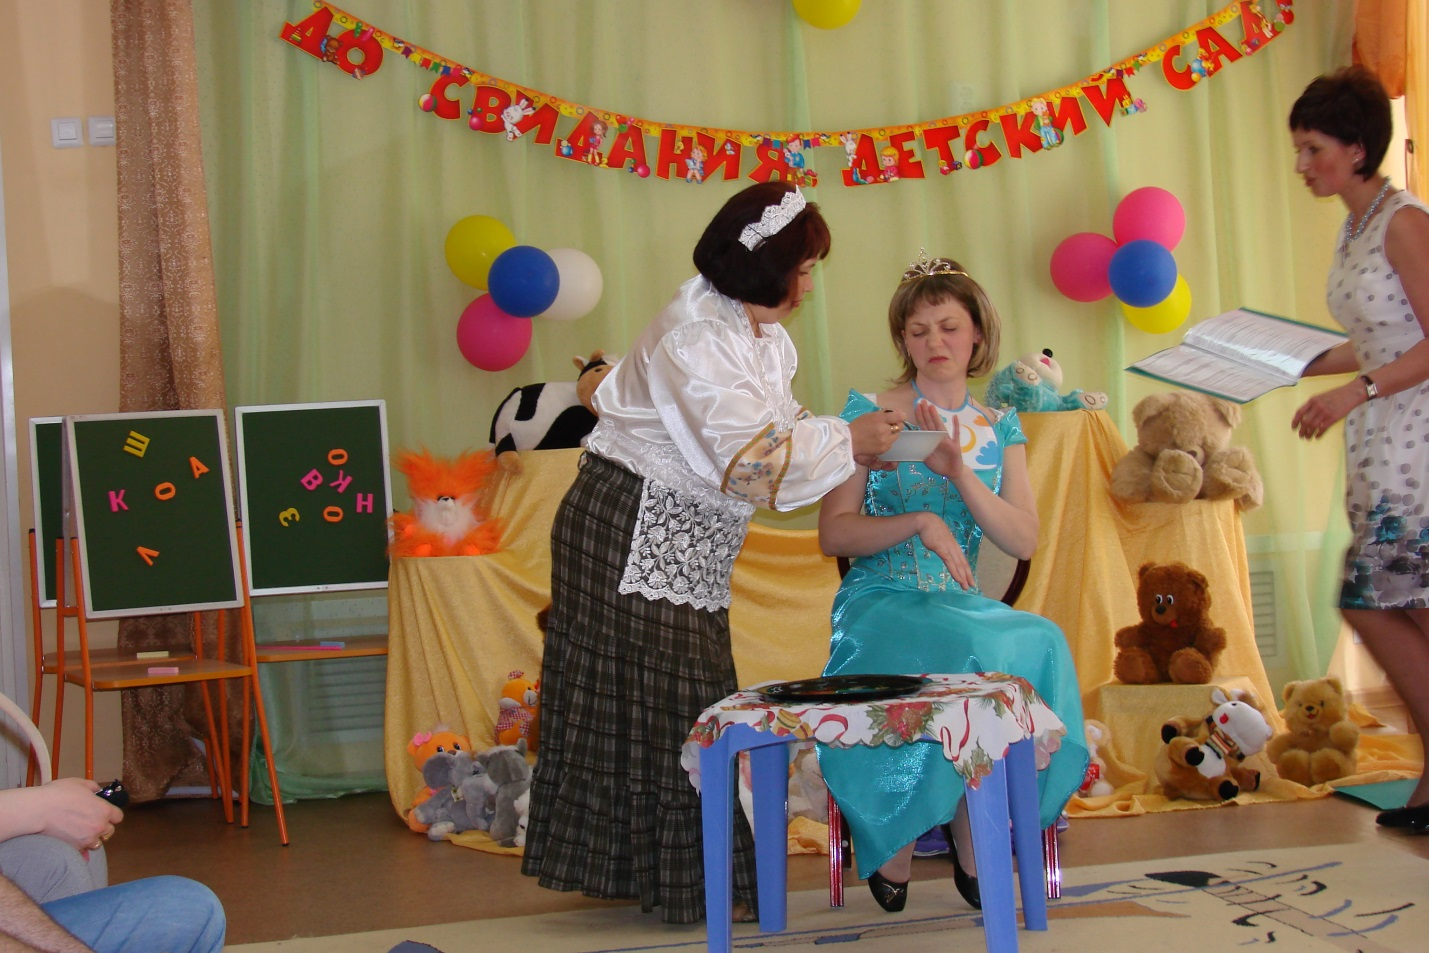 ДО СВИДАНИЯ ДЕТСКИЙ САД
Ш
К О А
Л
О
В К Н
З О